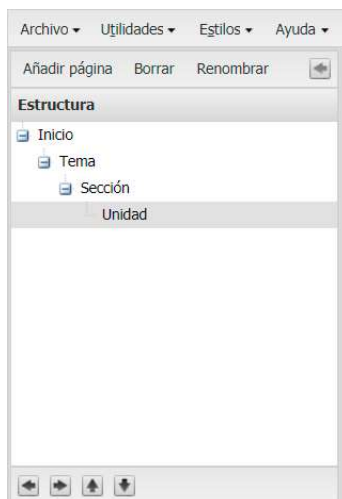 Archivo Utilidades Estilos Ayuda
Añadir página Borrar Renombrar
Estructura
Inicio
Tema
Sección
Unidad